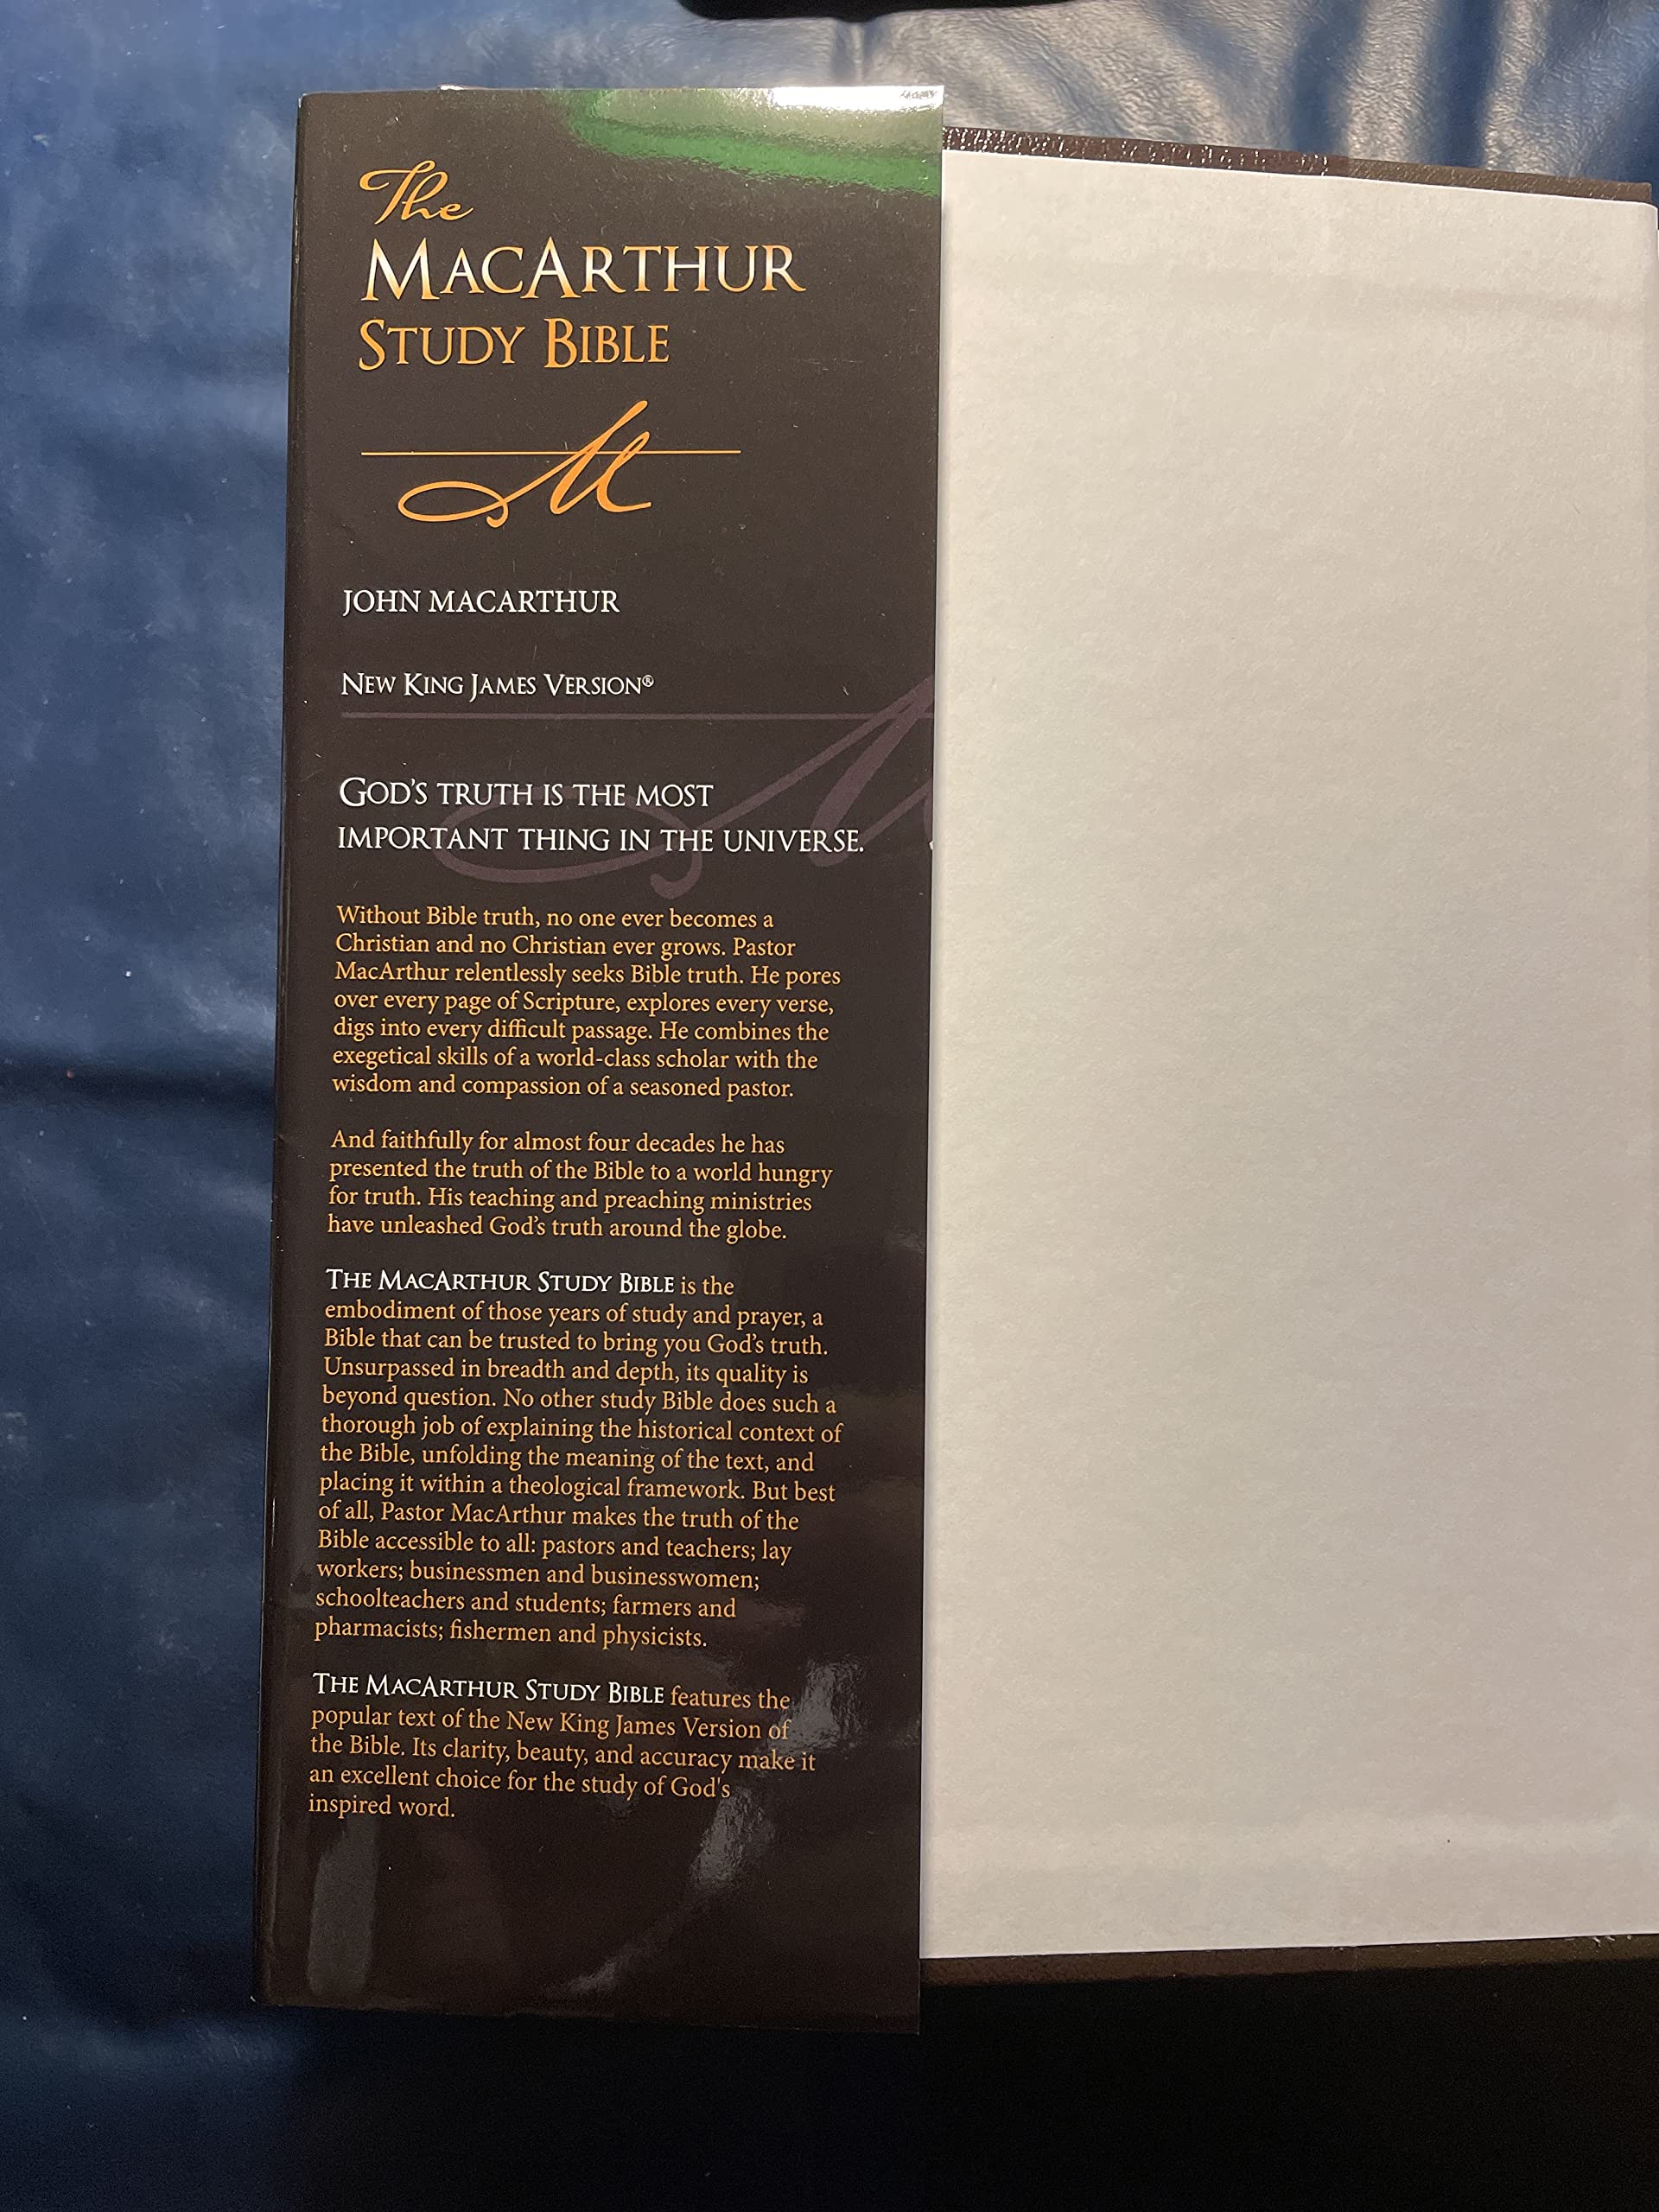 The
MACARTHUR
STUDY BIBLE
M
JOHN MACARTHUR
NEW KING JAMES VERSION®
GOD'S TRUTH IS THE MOST
IMPORTANT THING IN THE UNIVERSE.
Without Bible truth, no one ever becomes a
Christian and no Christian ever grows. Pastor
MacArthur relentlessly seeks Bible truth. He pores
over every page of Scripture, explores every verse,
digs into every difficult passage. He combines the
exegetical skills of a world-class scholar with the
wisdom and compassion of a seasoned pastor.
And faithfully for almost four decades he has
presented the truth of the Bible to a world hungry
for truth. His teaching and preaching ministries
have unleashed God's truth around the globe.
THE MACARTHUR STUDY BIBLE is the
embodiment of those years of study and prayer, a
Bible that can be trusted to bring you God's truth.
Unsurpassed in breadth and depth, its quality is
beyond question. No other study Bible does such a
thorough job of explaining the historical context of
the Bible, unfolding the meaning of the text, and
placing it within a theological framework. But best
of all, Pastor MacArthur makes the truth of the
Bible accessible to all: pastors and teachers; lay
workers; businessmen and businesswomen;
schoolteachers and students; farmers and
pharmacists; fishermen and physicists.
THE MACARTHUR STUDY BIBLE features the
popular text of the New King James Version of
the Bible. Its clarity, beauty, and accuracy make it
an excellent choice for the study of God's
inspired word.